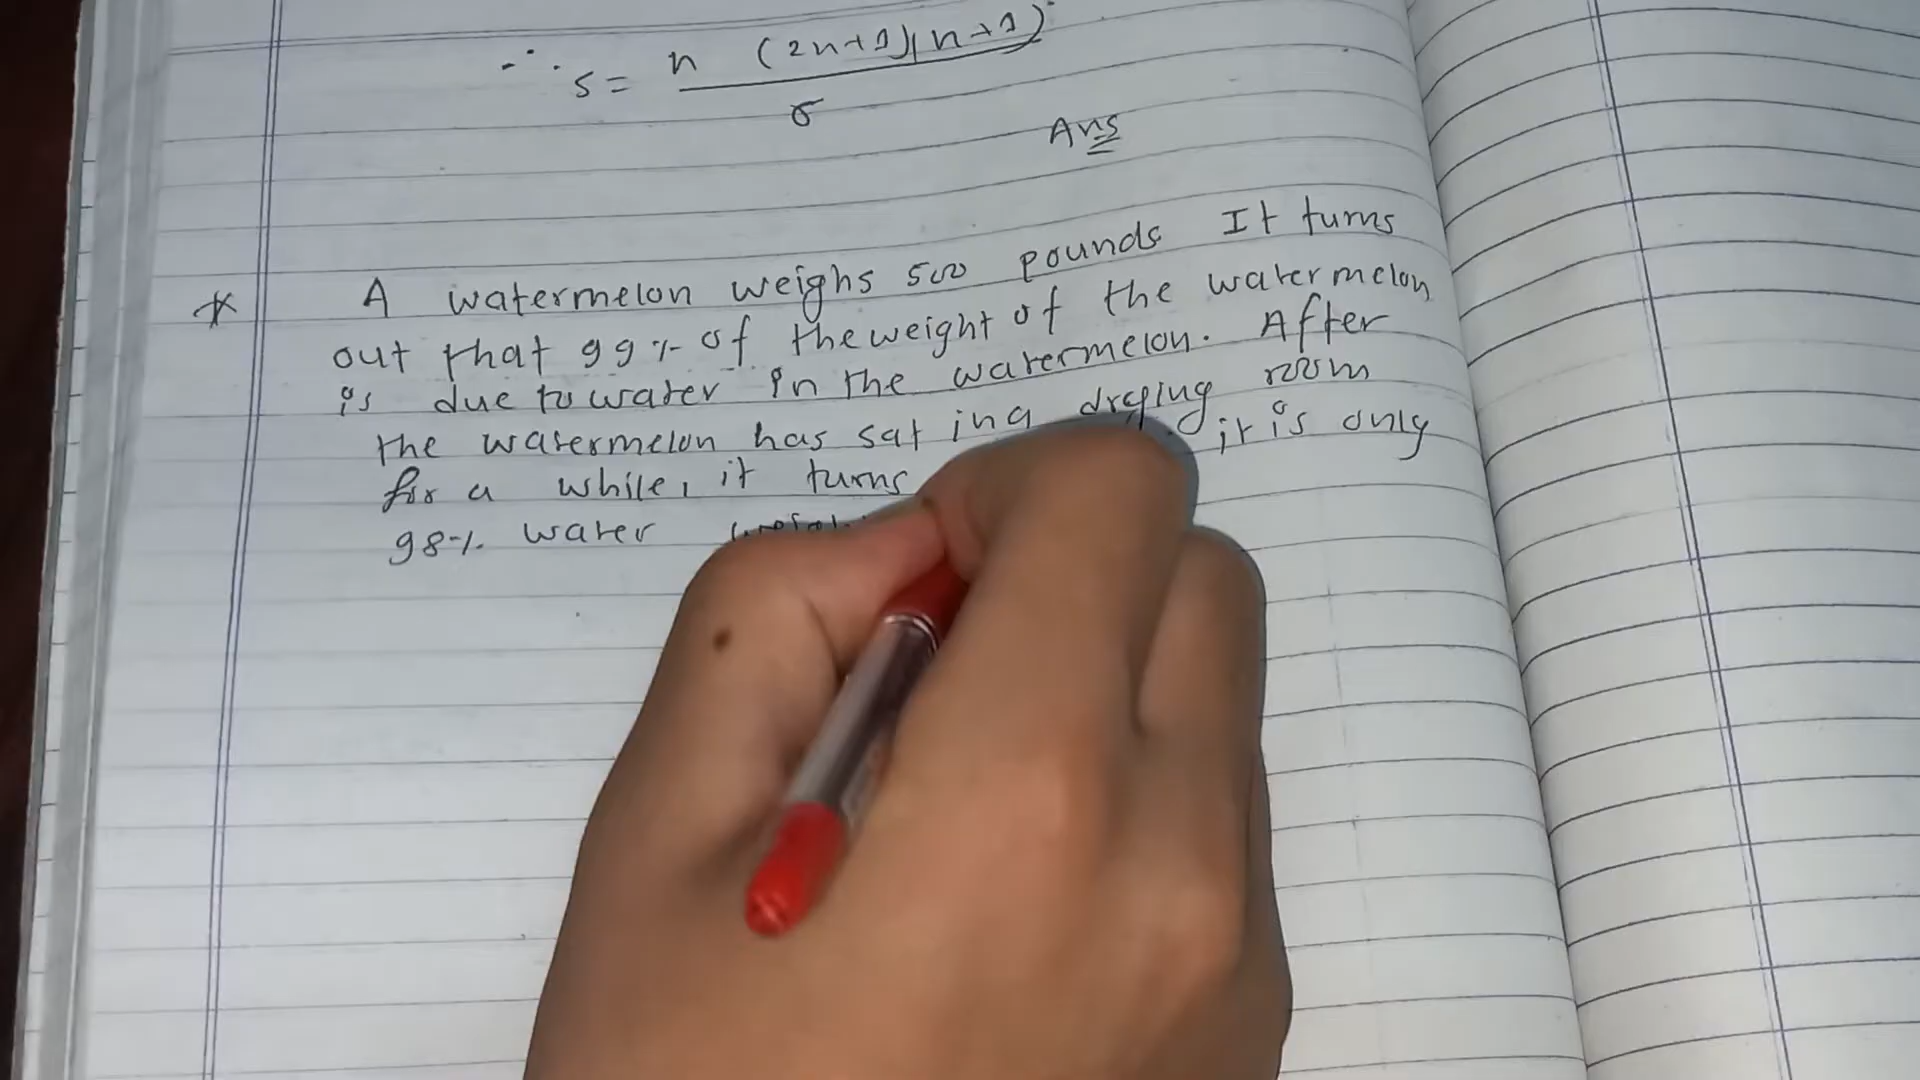 ∴ s = n (2n+1)(n+1) / 6
Ans
* A watermelon weighs 500 pounds It turns
out that 99% of the weight of the watermelon
is due to water in the watermelon. After
the watermelon has sat in a drying room
for a while, it turns it is only
98% water